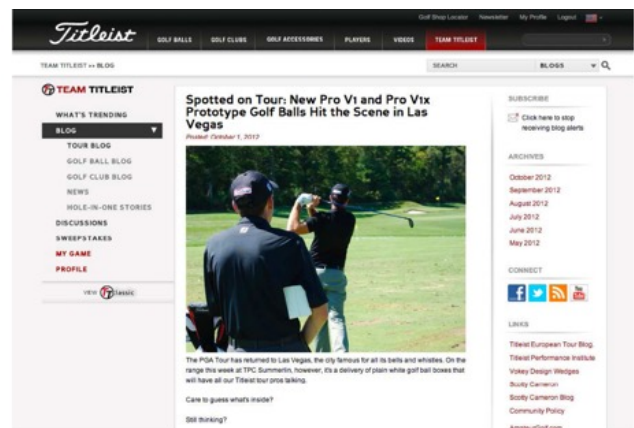 Golf Shop Locator Newsletter My Profile Logout
Titleist
GOLF BALLS GOLF CLUBS GOLF ACCESSORIES PLAYERS VIDEOS TEAM TITLEIST
TEAM TITLEIST >> BLOG
SEARCH BLOGS
TEAM TITLEIST
WHAT'S TRENDING
BLOG
TOUR BLOG
GOLF BALL BLOG
GOLF CLUB BLOG
NEWS
HOLE-IN-ONE STORIES
DISCUSSIONS
SWEEPSTAKES
MY GAME
PROFILE
VIEW Classic
Spotted on Tour: New Pro V1 and Pro V1x
Prototype Golf Balls Hit the Scene in Las
Vegas
Posted: October 1, 2012
The PGA Tour has returned to Las Vegas, the city famous for all its bells and whistles. On the
range this week at TPC Summerlin, however, it's a delivery of plain white golf ball boxes that
will have all our Titleist tour pros talking.
Care to guess what's inside?
Still thinking?
SUBSCRIBE
Click here to stop
receiving blog alerts
ARCHIVES
October 2012
September 2012
August 2012
July 2012
June 2012
May 2012
CONNECT
You Tube
LINKS
Titleist European Tour Blog
Titleist Performance Institute
Vokey Design Wedges
Scotty Cameron
Scotty Cameron Blog
Community Policy
AmateurGolf.com